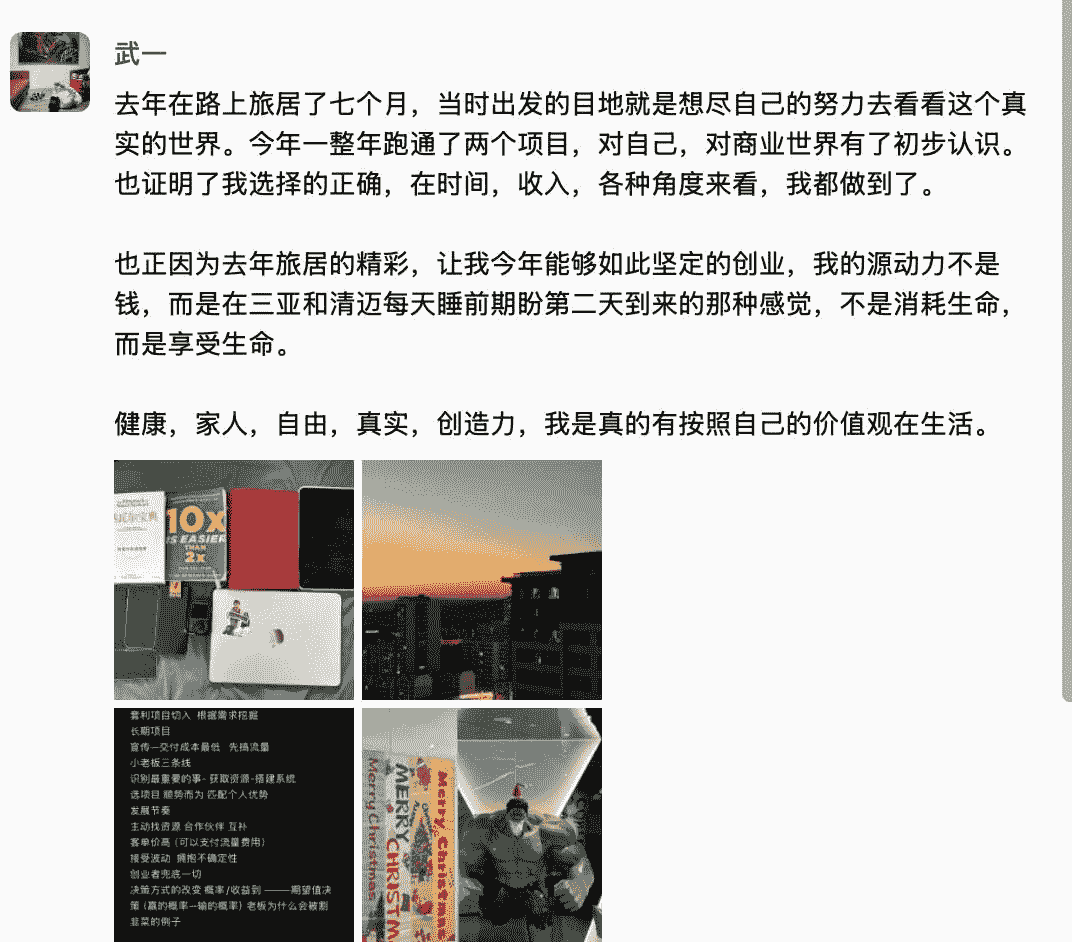 武一
去年在路上旅居了七个月，当时出发的目地就是想尽自己的努力去看看这个真
实的世界。今年一整年跑通了两个项目，对自己，对商业世界有了初步认识。
也证明了我选择的正确，在时间，收入，各种角度来看，我都做到了。
也正因为去年旅居的精彩，让我今年能够如此坚定的创业，我的源动力不是
钱，而是在三亚和清迈每天睡前期盼第二天到来的那种感觉，不是消耗生命，
而是享受生命。
健康，家人，自由，真实，创造力，我是真的有按照自己的价值观在生活。
10x
IS EASIER
THAN
2x
套利项目切入 根据需求挖掘
长期项目
宣传—交付成本最低 先搞流量
小老板三条线
识别最重要的事- 获取资源-搭建系统
选项目 顺势而为 匹配个人优势
发展节奏
主动找资源 合作伙伴 互补
客单价高（可以支付流量费用）
接受波动 拥抱不确定性
创业者兜底一切
决策方式的改变 概率/收益到 ——期望值决
策（赢的概率—输的概率）老板为什么会被割
韭菜的例子
Merry Christmas
MERRY CHRISTM
Merry Christmas